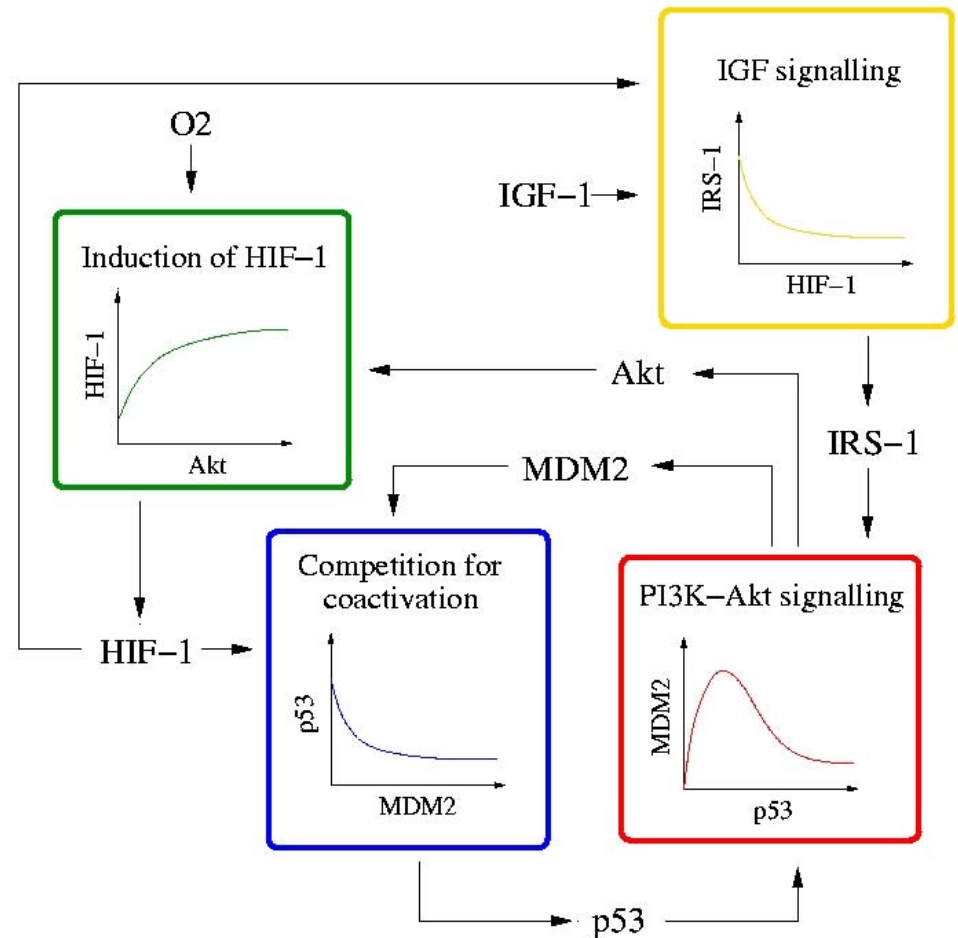 IGF signalling
IRS−1
HIF−1
O2
IGF−1
Induction of HIF−1
HIF−1
Akt
Akt
IRS−1
MDM2
Competition for
coactivation
p53
MDM2
PI3K−Akt signalling
MDM2
p53
HIF−1
p53